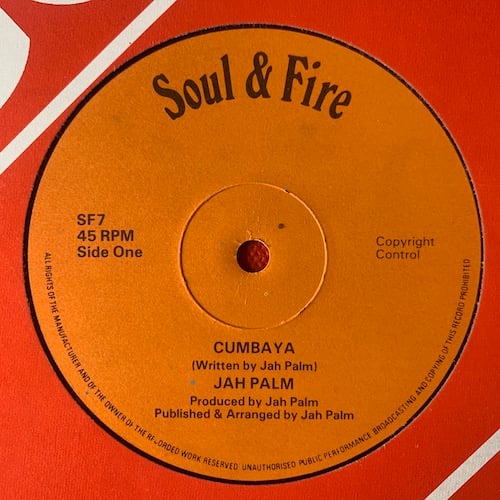 Soul & Fire
SF7
45 RPM
Side One
Copyright
Control
CUMBAYA
(Written by Jah Palm)
JAH PALM
Produced by Jah Palm
Published & Arranged by Jah Palm
ALL RIGHTS OF THE MANUFACTURER AND OF THE OWNER OF THE RECORDED WORK RESERVED UNAUTHORISED PUBLIC PERFORMANCE BROADCASTING AND COPYING OF THIS RECORD PROHIBITED